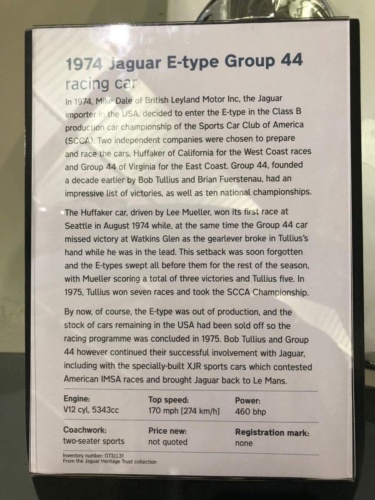 1974 Jaguar E-type Group 44
racing car
In 1974, Mike Dale of British Leyland Motor Inc, the Jaguar
importer in the USA, decided to enter the E-type in the Class B
production car championship of the Sports Car Club of America
(SCCA). Two independent companies were chosen to prepare
and race the cars, Huffaker of California for the West Coast races
and Group 44 of Virginia for the East Coast. Group 44, founded
a decade earlier by Bob Tullius and Brian Fuerstenau, had an
impressive list of victories, as well as ten national championships.
The Huffaker car, driven by Lee Mueller, won its first race at
Seattle in August 1974 while, at the same time the Group 44 car
missed victory at Watkins Glen as the gearlever broke in Tullius's
hand while he was in the lead. This setback was soon forgotten
and the E-types swept all before them for the rest of the season,
with Mueller scoring a total of three victories and Tullius five. In
1975, Tullius won seven races and took the SCCA Championship.
By now, of course, the E-type was out of production, and the
stock of cars remaining in the USA had been sold off so the
racing programme was concluded in 1975. Bob Tullius and Group
44 however continued their successful involvement with Jaguar,
including with the specially-built XJR sports cars which contested
American IMSA races and brought Jaguar back to Le Mans.
Engine: Top speed: Power:
V12 cyl, 5343cc 170 mph [274 km/h] 460 bhp
Coachwork: Price new: Registration mark:
two-seater sports not quoted none
Inventory number:
From the Jaguar Heritage Trust collection